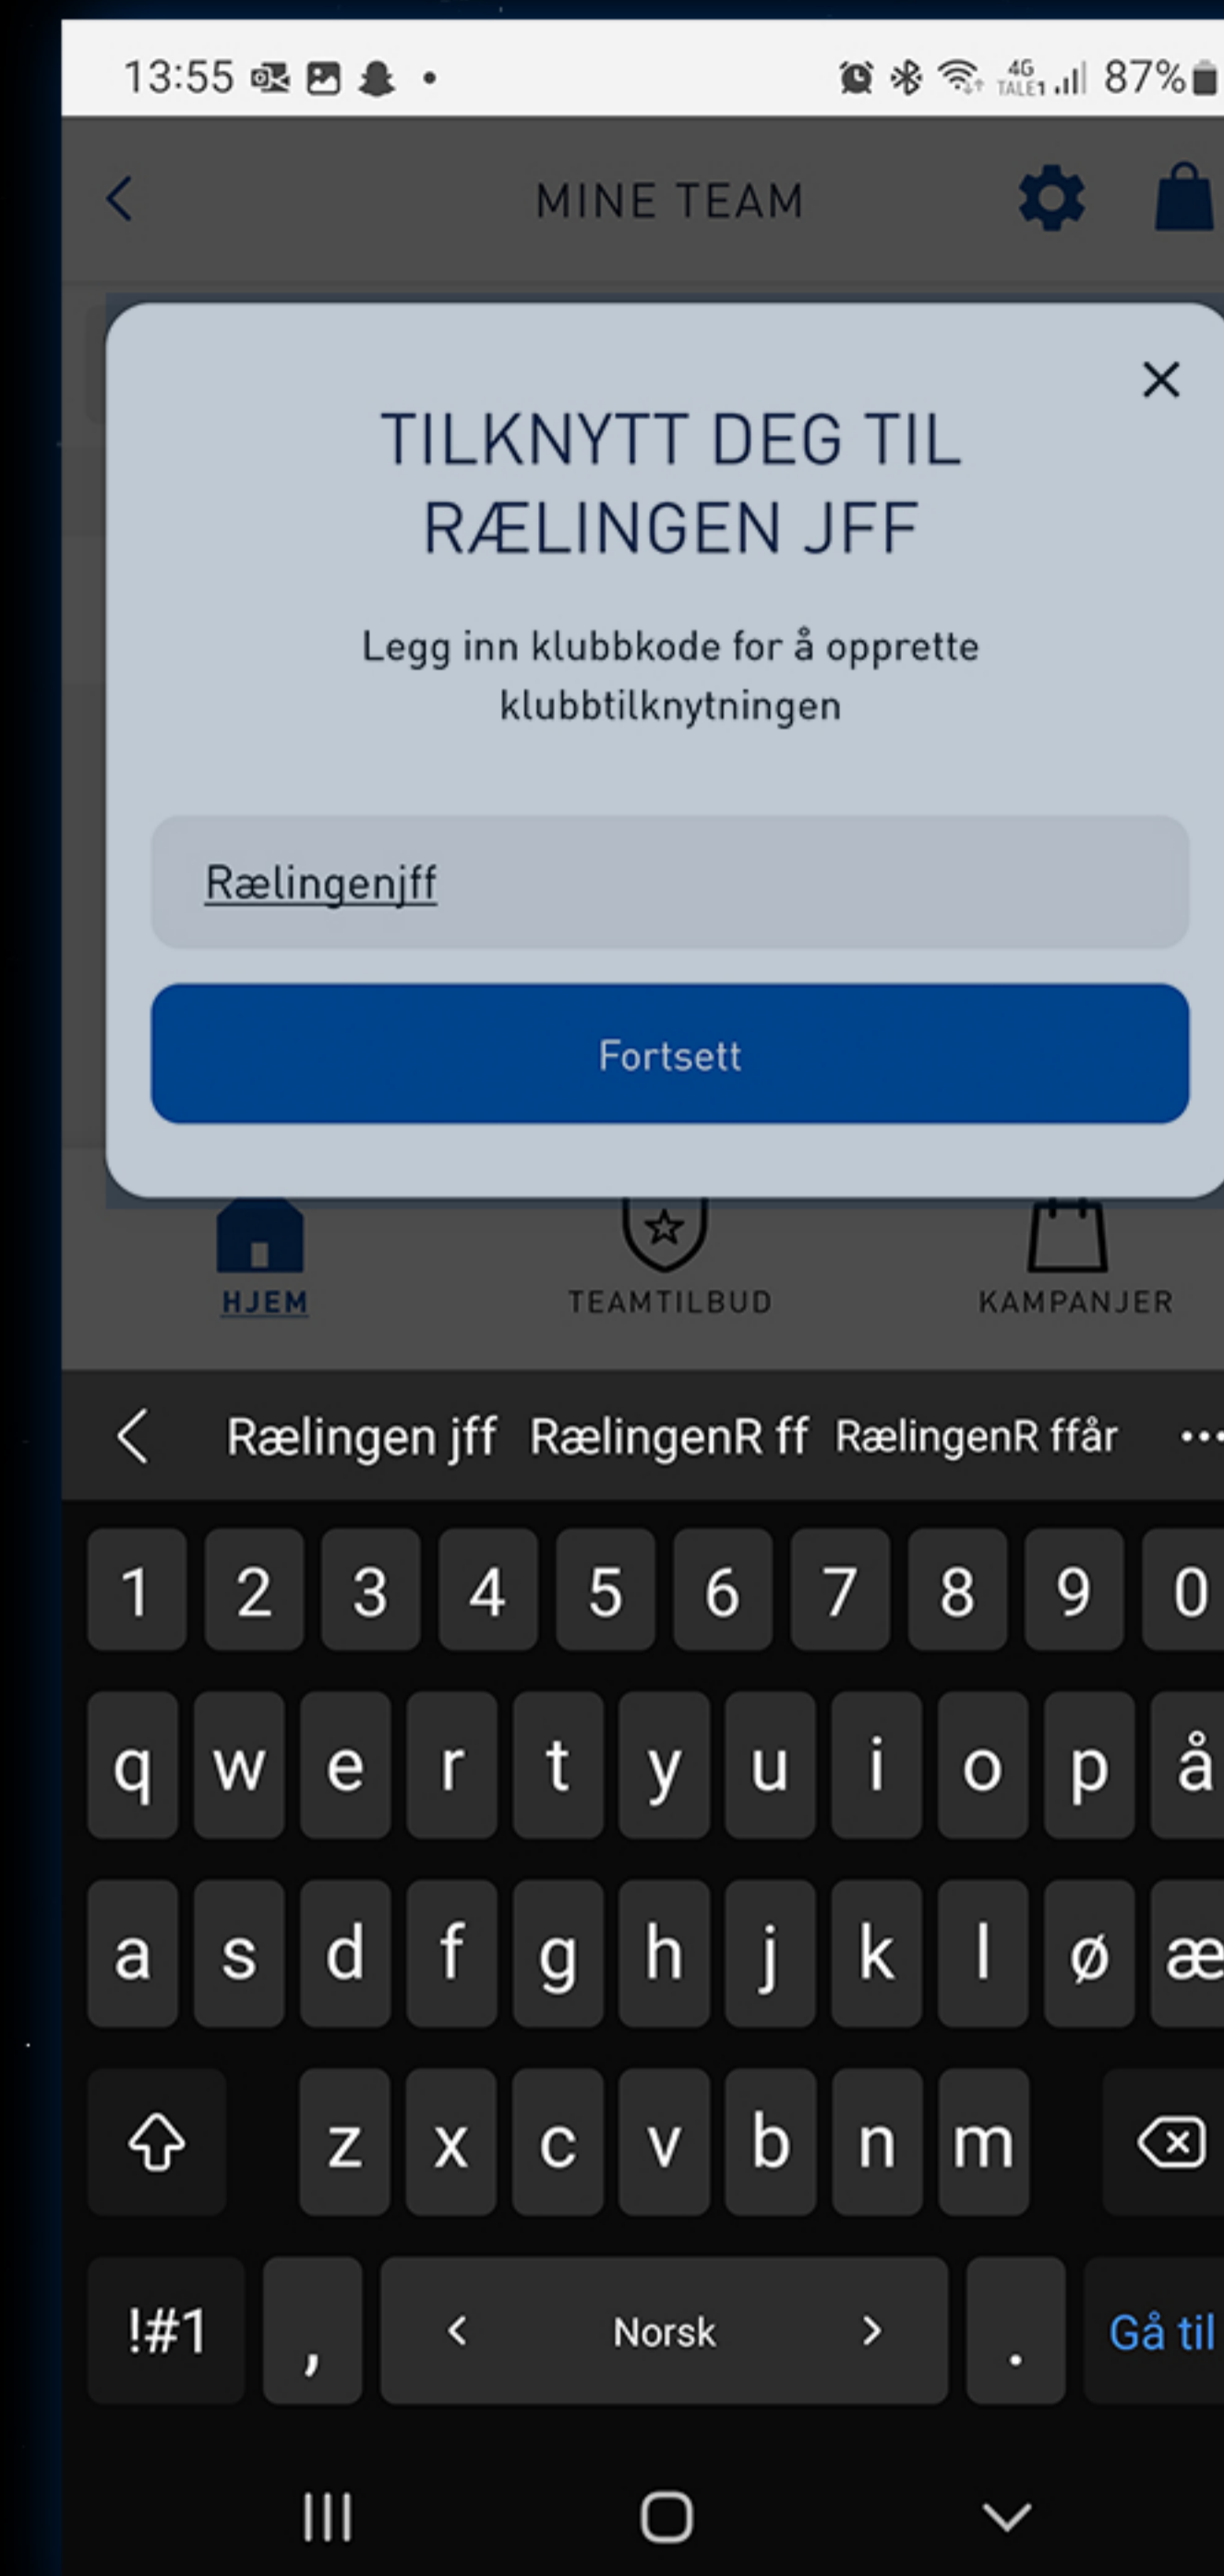 13:55
4G
TALE1
87%
MINE TEAM
TILKNYTT DEG TIL
RÆLINGEN JFF
Legg inn klubbkode for å opprette
klubbtilknytningen
Rælingenjff
Fortsett
HJEM
TEAMTILBUD
KAMPANJER
Rælingen jff RælingenR ff RælingenR ffår
1 2 3 4 5 6 7 8 9 0
q w e r t y u i o p å
a s d f g h j k l ø æ
z x c v b n m
!#1 , < Norsk > . Gå til